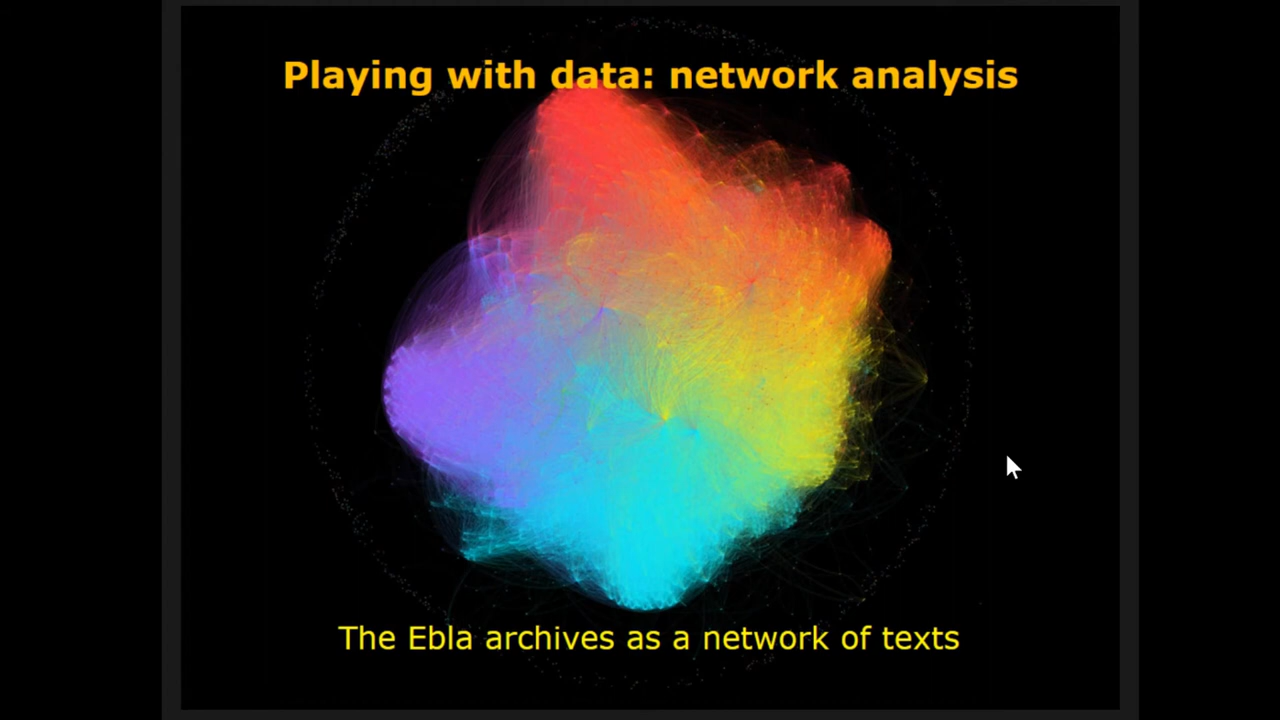 Playing with data: network analysis
The Ebla archives as a network of texts